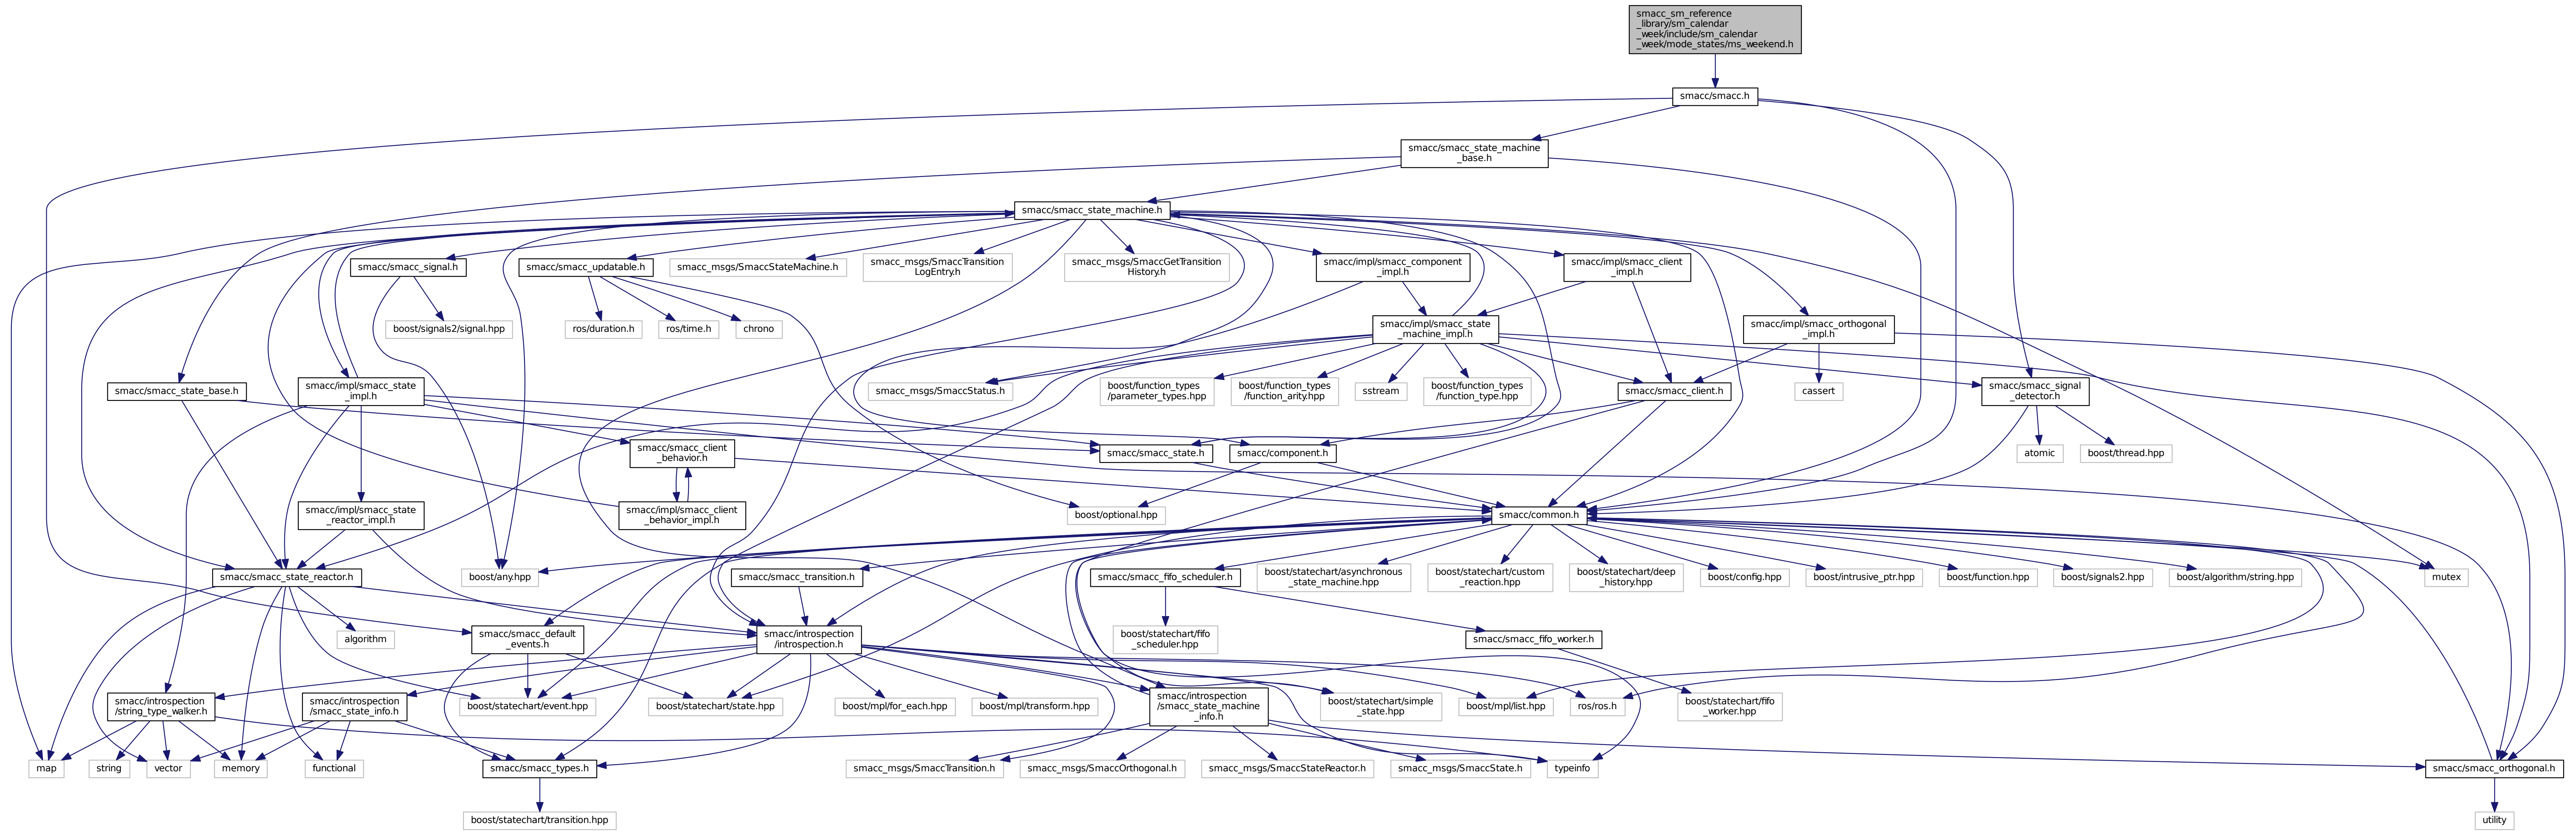 smacc_sm_reference
_library/sm_calendar
_week/include/sm_calendar
_week/mode_states/ms_weekend.h
smacc/smacc.h
smacc/smacc_state_machine
_base.h
smacc/smacc_state_machine.h
smacc/smacc_signal.h
smacc/smacc_updatable.h
smacc_msgs/SmaccStateMachine.h
smacc_msgs/SmaccTransition
LogEntry.h
smacc_msgs/SmaccGetTransition
History.h
smacc/impl/smacc_component
_impl.h
smacc/impl/smacc_client
_impl.h
boost/signals2/signal.hpp
ros/duration.h
ros/time.h
chrono
smacc/impl/smacc_state
_machine_impl.h
smacc/impl/smacc_orthogonal
_impl.h
smacc/smacc_state_base.h
smacc/impl/smacc_state
_impl.h
smacc_msgs/SmaccStatus.h
boost/function_types
/parameter_types.hpp
boost/function_types
/function_arity.hpp
sstream
boost/function_types
/function_type.hpp
smacc/smacc_client.h
cassert
smacc/smacc_signal
_detector.h
smacc/smacc_client
_behavior.h
smacc/smacc_state.h
smacc/component.h
atomic
boost/thread.hpp
smacc/impl/smacc_state
_reactor_impl.h
smacc/impl/smacc_client
_behavior_impl.h
boost/optional.hpp
smacc/common.h
smacc/smacc_state_reactor.h
boost/any.hpp
smacc/smacc_transition.h
smacc/smacc_fifo_scheduler.h
boost/statechart/asynchronous
_state_machine.hpp
boost/statechart/custom
_reaction.hpp
boost/statechart/deep
_history.hpp
boost/config.hpp
boost/intrusive_ptr.hpp
boost/function.hpp
boost/signals2.hpp
boost/algorithm/string.hpp
mutex
algorithm
smacc/smacc_default
_events.h
smacc/introspection
/introspection.h
boost/statechart/fifo
_scheduler.hpp
smacc/smacc_fifo_worker.h
smacc/introspection
/string_type_walker.h
smacc/introspection
/smacc_state_info.h
boost/statechart/event.hpp
boost/statechart/state.hpp
boost/mpl/for_each.hpp
boost/mpl/transform.hpp
smacc/introspection
/smacc_state_machine
_info.h
boost/statechart/simple
_state.hpp
boost/mpl/list.hpp
ros/ros.h
boost/statechart/fifo
_worker.hpp
map
string
vector
memory
functional
smacc/smacc_types.h
smacc_msgs/SmaccTransition.h
smacc_msgs/SmaccOrthogonal.h
smacc_msgs/SmaccStateReactor.h
smacc_msgs/SmaccState.h
typeinfo
smacc/smacc_orthogonal.h
boost/statechart/transition.hpp
utility